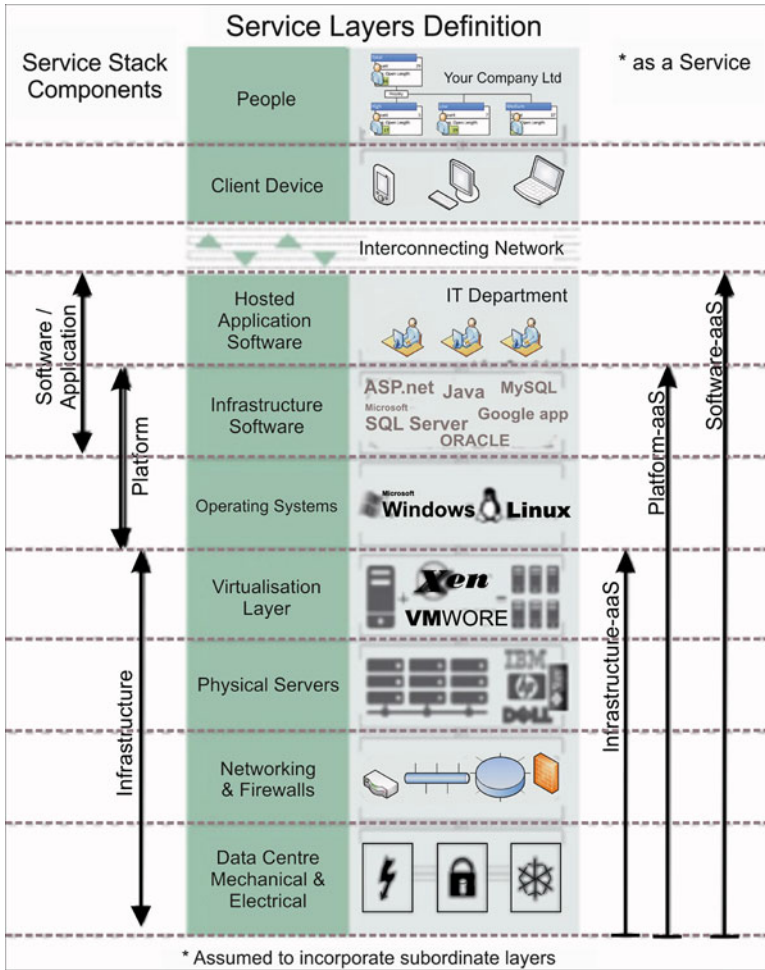 Service Layers Definition
Service Stack
Components
* as a Service
People
Your Company Ltd
Priority
Client Device
Interconnecting Network
Hosted
Application
Software
IT Department
Infrastructure
Software
ASP.net
Java
MySQL
Microsoft
SQL Server
Google app
ORACLE
Operating Systems
Microsoft
Windows
Linux
Virtualisation
Layer
Xen
VMWORE
Physical Servers
IBM
hp
DELL
Networking
& Firewalls
Data Centre
Mechanical &
Electrical
Software /
Application
Platform
Infrastructure
Infrastructure-aaS
Platform-aaS
Software-aaS
* Assumed to incorporate subordinate layers